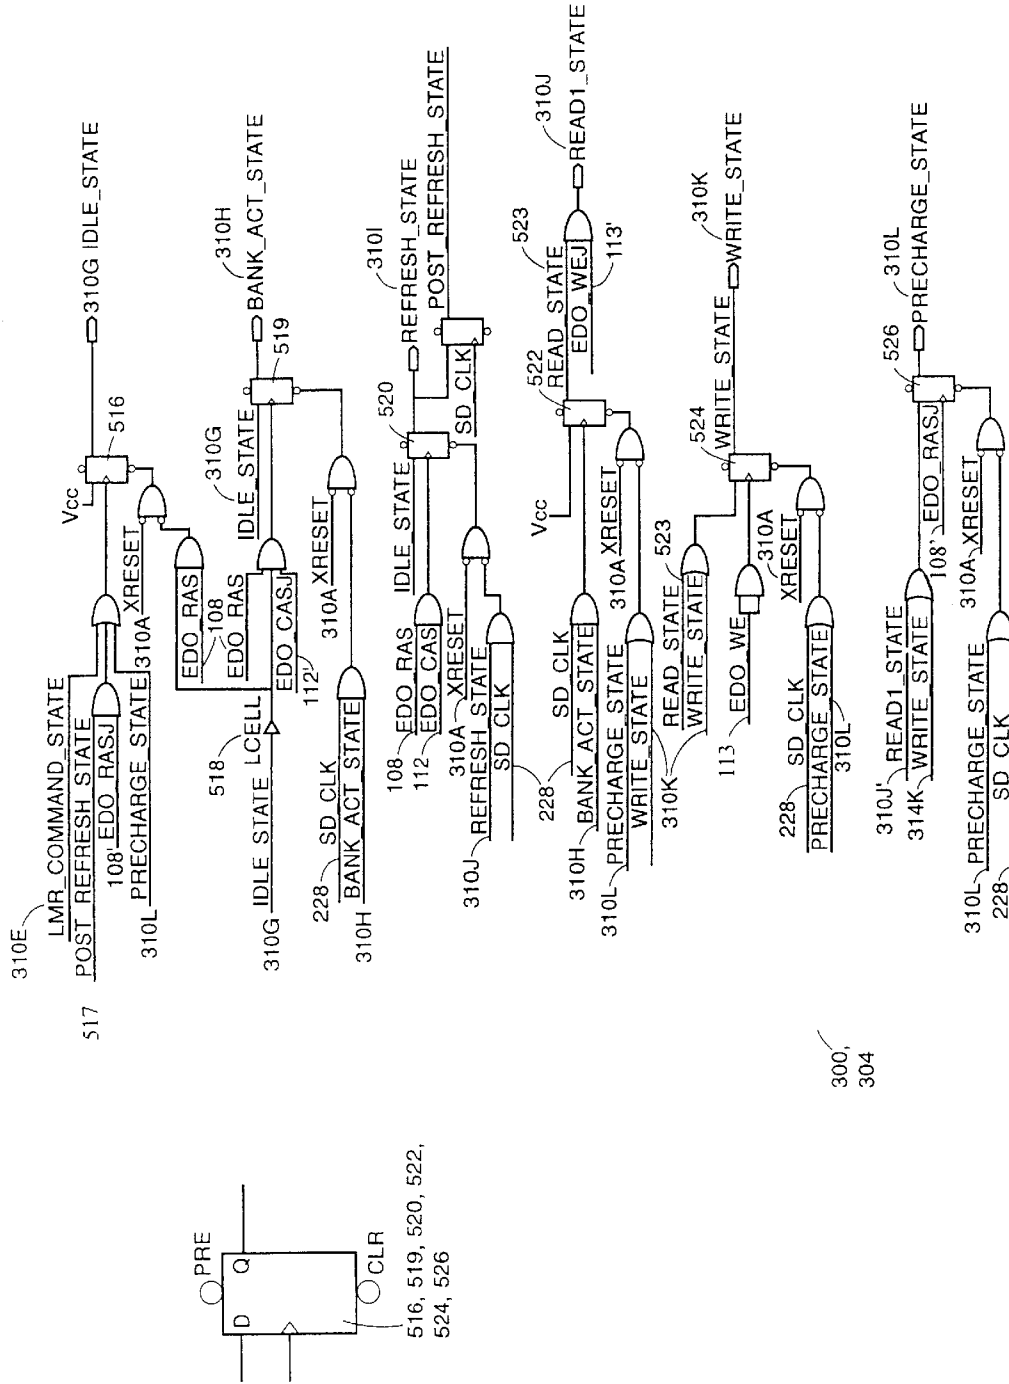 310E
LMR_COMMAND_STATE
517
POST_REFRESH_STATE
108' EDO_RASJ
PRECHARGE_STATE
310L
Vcc
516
310G IDLE_STATE
310A
XRESET
EDO_RAS
108
518
LCELL
310G
IDLE_STATE
EDO_RAS
EDO_CASJ
112'
IDLE_STATE
310G
519
310H
BANK_ACT_STATE
310A XRESET
228
SD_CLK
BANK_ACT_STATE
310H
IDLE_STATE
520
310I
REFRESH_STATE
POST_REFRESH_STATE
SD_CLK
108
EDO_RAS
112
EDO_CAS
310A
XRESET
310J
REFRESH_STATE
SD_CLK
228
Vcc
522
READ_STATE
523
EDO_WEJ
113'
310J
READ1_STATE
SD_CLK
310H
BANK_ACT_STATE
310A XRESET
310L
PRECHARGE_STATE
WRITE_STATE
310K
READ_STATE
523
WRITE_STATE
524
WRITE_STATE
310K
WRITE_STATE
113
EDO_WE
310A
XRESET
228
SD_CLK
PRECHARGE_STATE
310L
310J'
READ1_STATE
314K
WRITE_STATE
108'
EDO_RASJ
526
310L
PRECHARGE_STATE
310A XRESET
310L
PRECHARGE_STATE
228
SD_CLK
300,
304
PRE
D
Q
CLR
516, 519, 520, 522,
524, 526